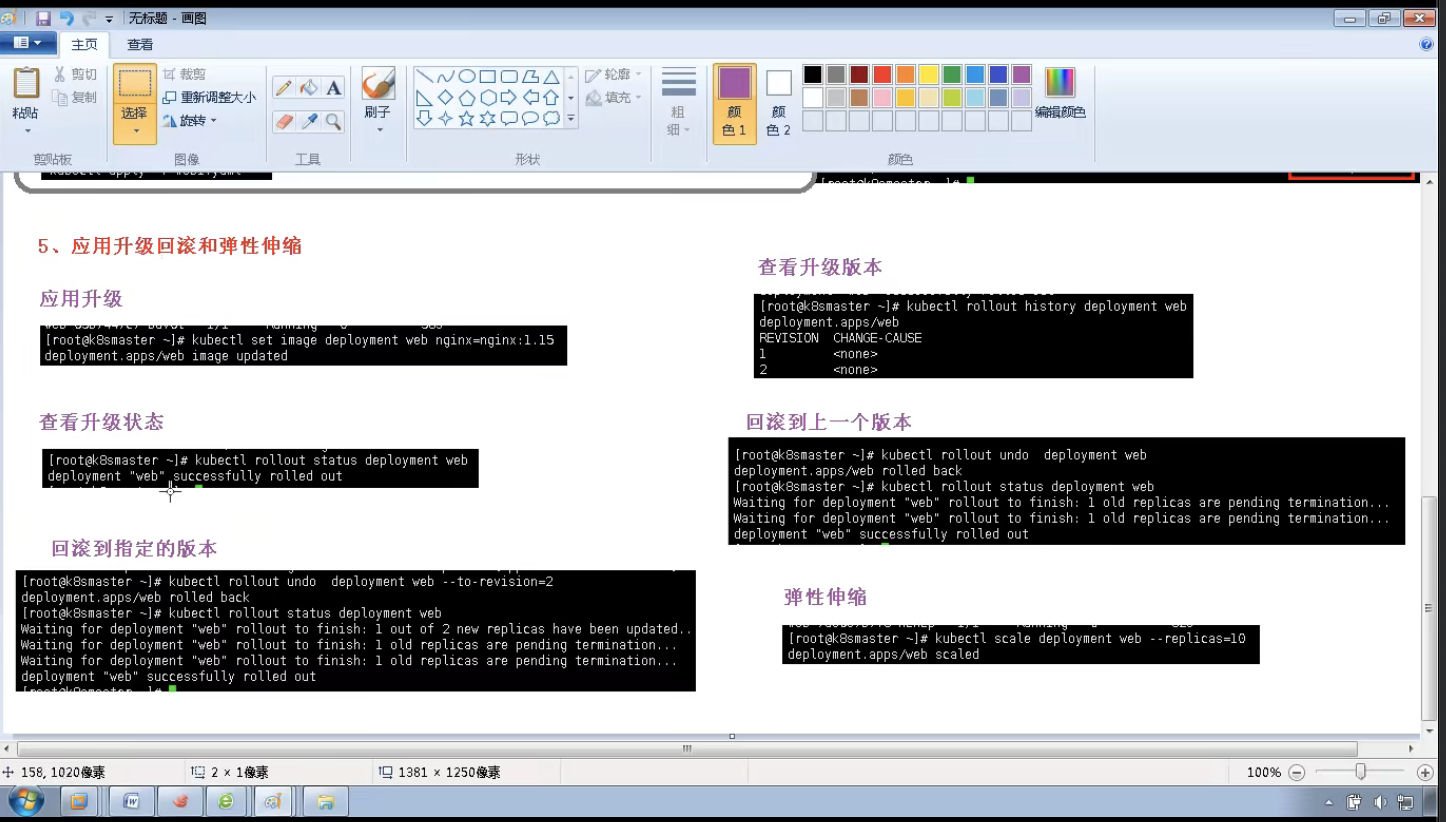 无标题 - 画图
主页
查看
粘贴
剪切
复制
剪贴板
选择
裁剪
重新调整大小
旋转
图像
A
工具
刷子
形状
轮廓
填充
粗
细
颜
色 1
颜
色 2
编辑颜色
颜色
5、应用升级回滚和弹性伸缩
应用升级
[root@k8smaster ~]# kubectl set image deployment web nginx=nginx:1.15
deployment.apps/web image updated
查看升级状态
[root@k8smaster ~]# kubectl rollout status deployment web
deployment "web" successfully rolled out
回滚到指定的版本
[root@k8smaster ~]# kubectl rollout undo  deployment web --to-revision=2
deployment.apps/web rolled back
[root@k8smaster ~]# kubectl rollout status deployment web
Waiting for deployment "web" rollout to finish: 1 out of 2 new replicas have been updated..
Waiting for deployment "web" rollout to finish: 1 old replicas are pending termination...
Waiting for deployment "web" rollout to finish: 1 old replicas are pending termination...
deployment "web" successfully rolled out
查看升级版本
[root@k8smaster ~]# kubectl rollout history deployment web
deployment.apps/web
REVISION  CHANGE-CAUSE
1         <none>
2         <none>
回滚到上一个版本
[root@k8smaster ~]# kubectl rollout undo  deployment web
deployment.apps/web rolled back
[root@k8smaster ~]# kubectl rollout status deployment web
Waiting for deployment "web" rollout to finish: 1 old replicas are pending termination...
Waiting for deployment "web" rollout to finish: 1 old replicas are pending termination...
deployment "web" successfully rolled out
弹性伸缩
[root@k8smaster ~]# kubectl scale deployment web --replicas=10
deployment.apps/web scaled
158, 1020像素
2 × 1像素
1381 × 1250像素
100%